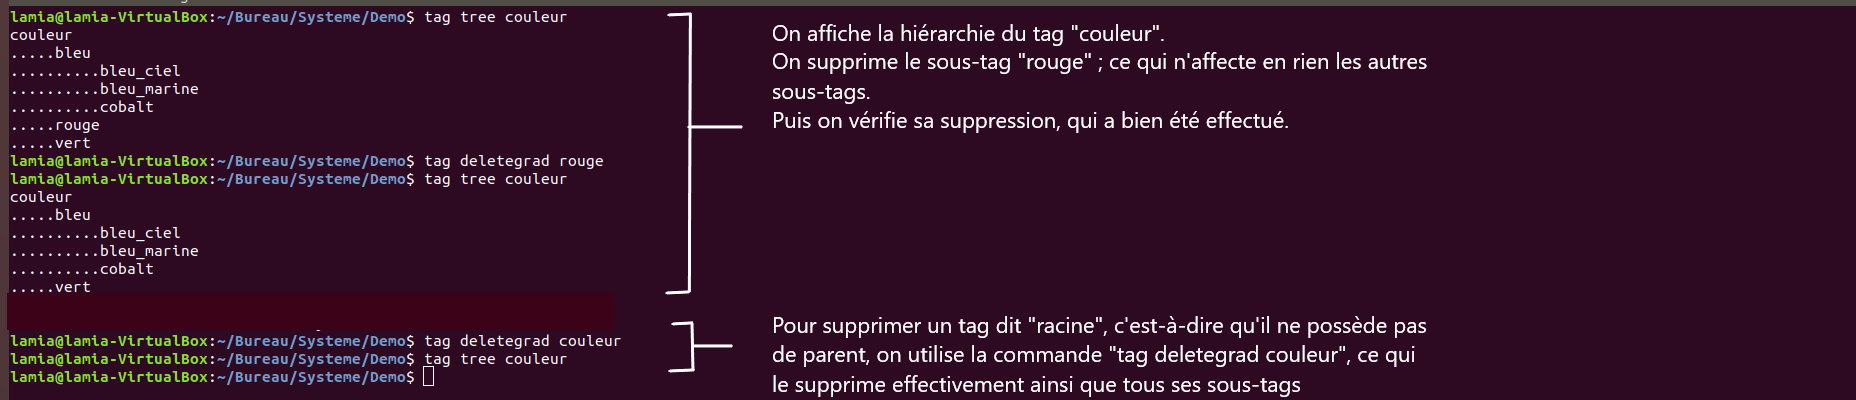 lamia@lamia-VirtualBox:~/Bureau/Systeme/Demo$ tag tree couleur
couleur
.....bleu
..........bleu_ciel
..........bleu_marine
..........cobalt
.....rouge
.....vert
lamia@lamia-VirtualBox:~/Bureau/Systeme/Demo$ tag deletegrad rouge
lamia@lamia-VirtualBox:~/Bureau/Systeme/Demo$ tag tree couleur
couleur
.....bleu
..........bleu_ciel
..........bleu_marine
..........cobalt
.....vert
On affiche la hiérarchie du tag "couleur".
On supprime le sous-tag "rouge" ; ce qui n'affecte en rien les autres
sous-tags.
Puis on vérifie sa suppression, qui a bien été effectué.
lamia@lamia-VirtualBox:~/Bureau/Systeme/Demo$ tag deletegrad couleur
lamia@lamia-VirtualBox:~/Bureau/Systeme/Demo$ tag tree couleur
lamia@lamia-VirtualBox:~/Bureau/Systeme/Demo$
Pour supprimer un tag dit "racine", c'est-à-dire qu'il ne possède pas
de parent, on utilise la commande "tag deletegrad couleur", ce qui
le supprime effectivement ainsi que tous ses sous-tags